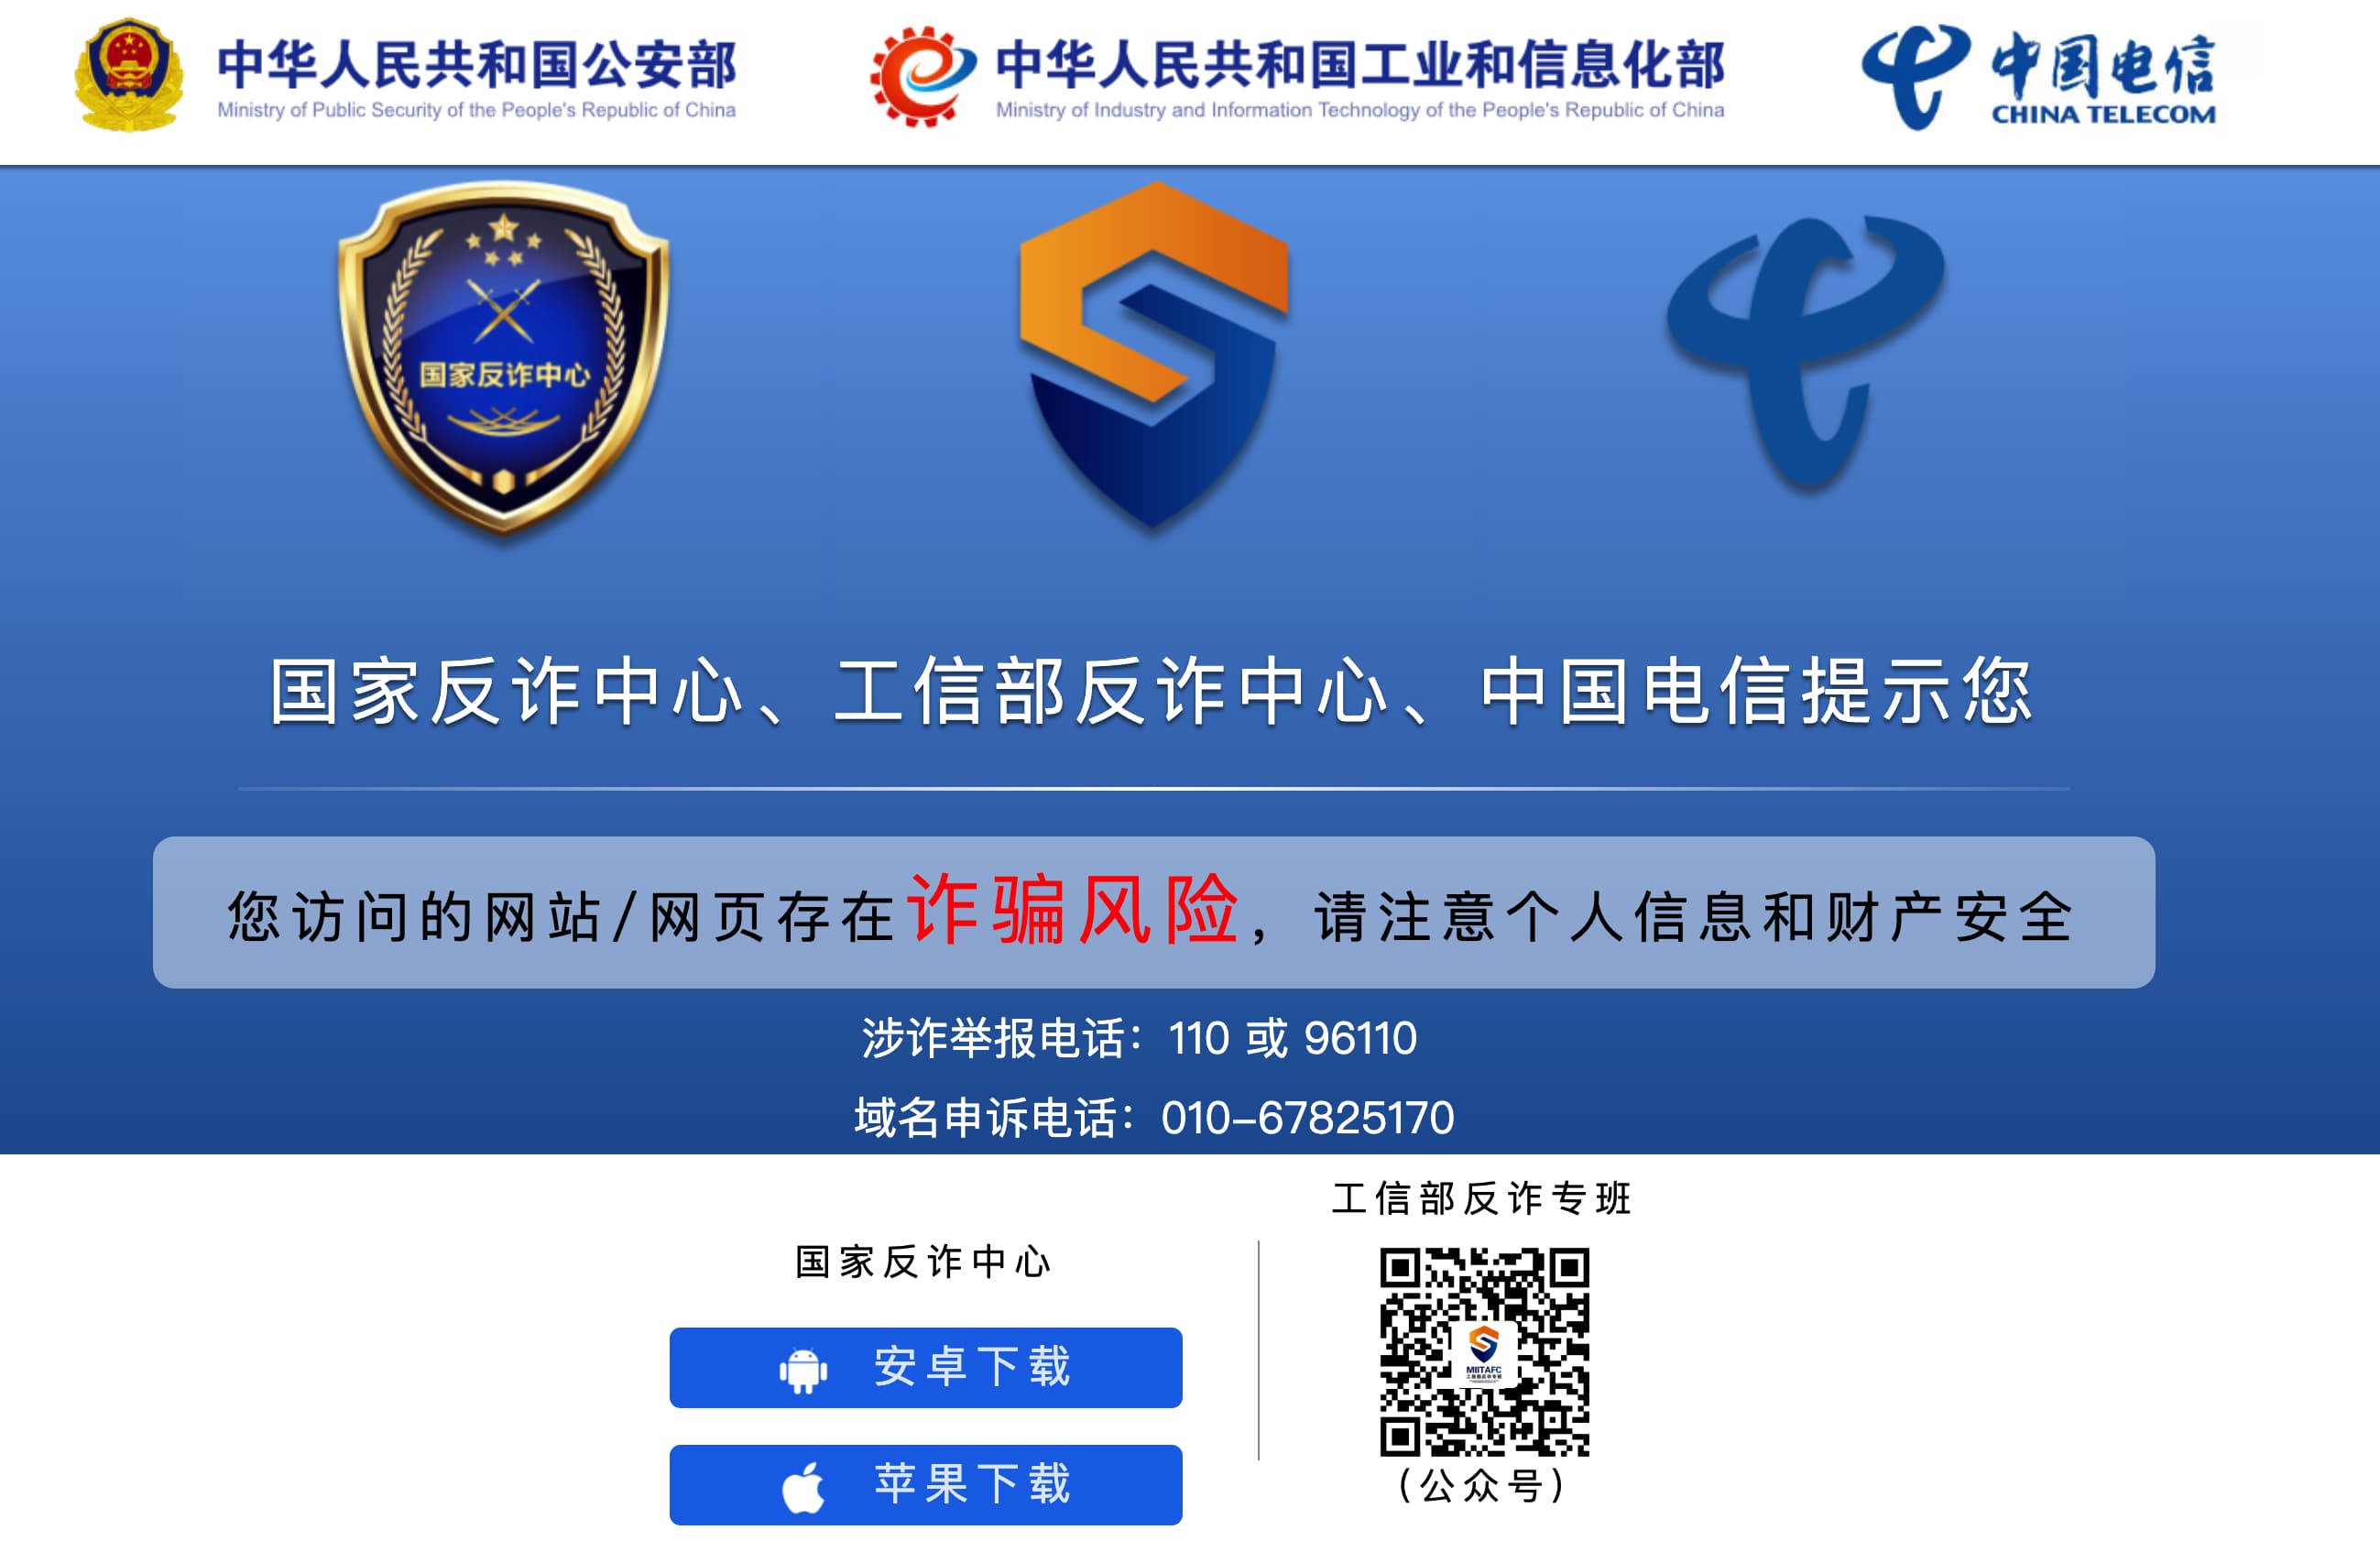 中华人民共和国公安部
Ministry of Public Security of the People's Republic of China
中华人民共和国工业和信息化部
Ministry of Industry and Information Technology of the People's Republic of China
中国电信
CHINA TELECOM
国家反诈中心
国家反诈中心、工信部反诈中心、中国电信提示您
您访问的网站/网页存在诈骗风险，请注意个人信息和财产安全
涉诈举报电话：110 或 96110
域名申诉电话：010-67825170
国家反诈中心
安卓下载
苹果下载
工信部反诈专班
MIITAFC
工信部反诈专班
（公众号）